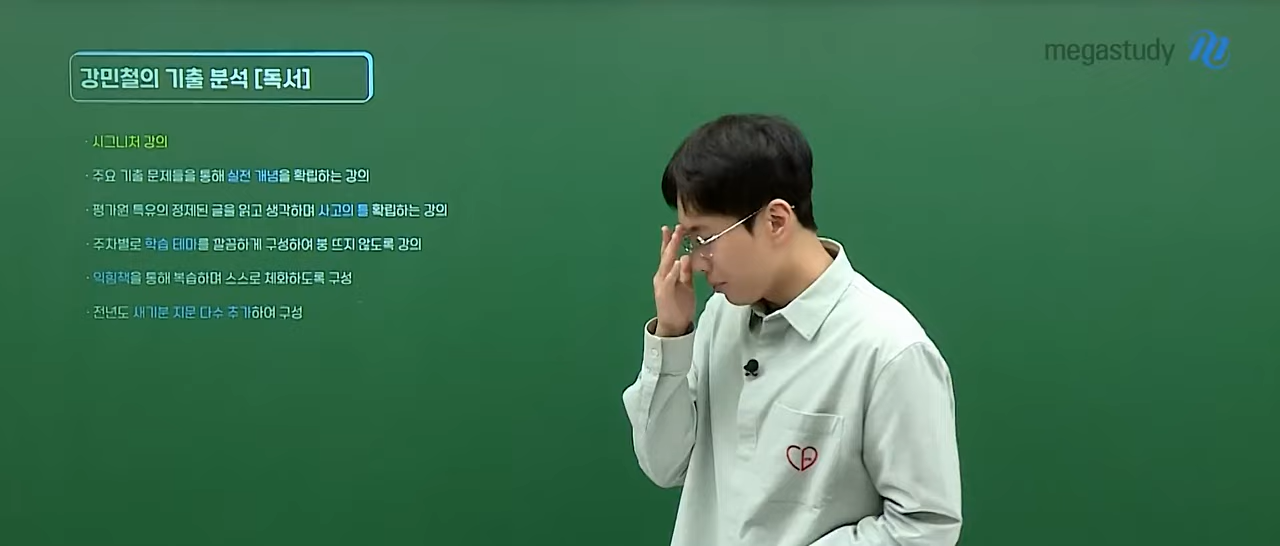 강민철의 기출 분석 [독서]
megastudy
· 시그니처 강의
· 주요 기출 문제들을 통해 실전 개념을 확립하는 강의
· 평가원 특유의 정제된 글을 읽고 생각하며 사고의 틀 확립하는 강의
· 주차별로 학습 테마를 깔끔하게 구성하여 붕 뜨지 않도록 강의
· 익힘책을 통해 복습하며 스스로 체화하도록 구성
· 전년도 새기분 지문 다수 추가하여 구성